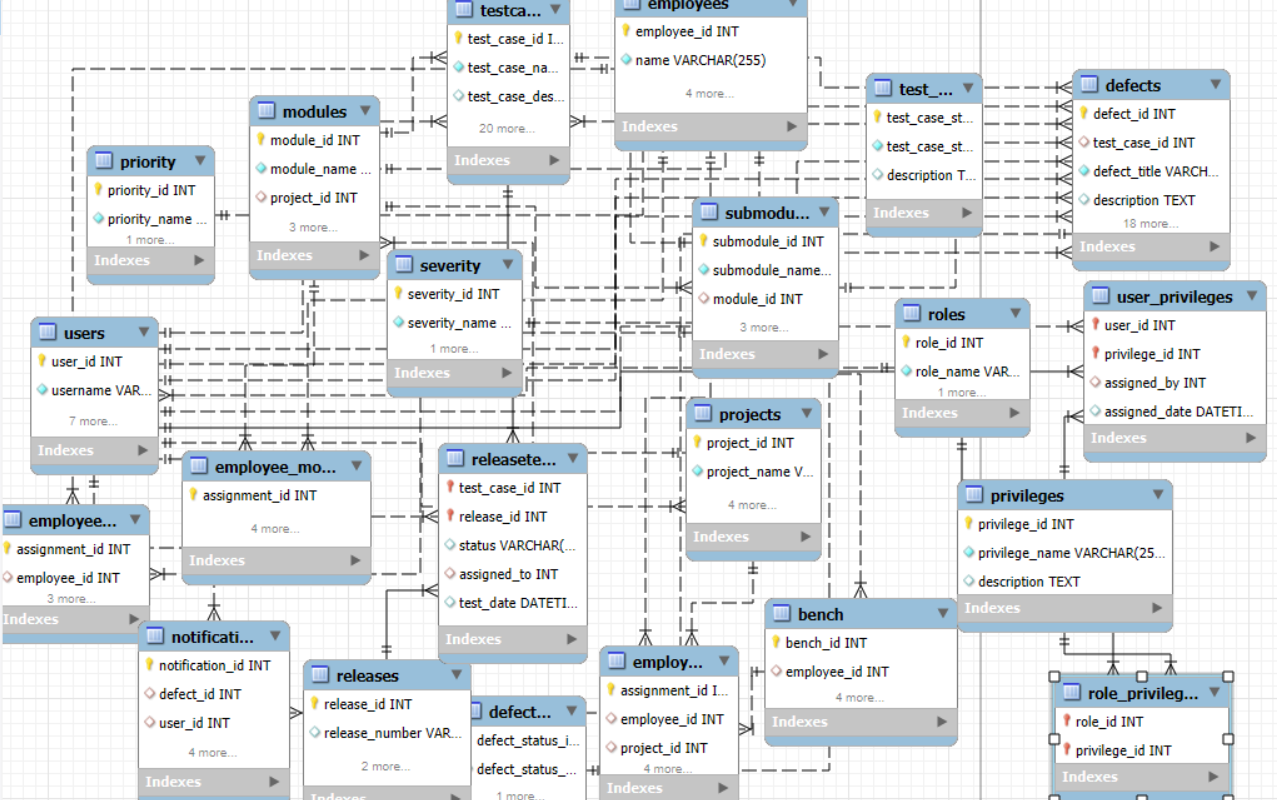 testca...
test_case_id I...
test_case_na...
test_case_des...
20 more...
Indexes
employees
employee_id INT
name VARCHAR(255)
4 more...
Indexes
test_...
test_case_st...
test_case_st...
description T...
Indexes
defects
defect_id INT
test_case_id INT
defect_title VARCH...
description TEXT
18 more...
Indexes
modules
module_id INT
module_name ...
project_id INT
3 more...
Indexes
priority
priority_id INT
priority_name ...
1 more...
Indexes
submodu...
submodule_id INT
submodule_name...
module_id INT
3 more...
Indexes
severity
severity_id INT
severity_name ...
1 more...
Indexes
user_privileges
user_id INT
privilege_id INT
assigned_by INT
assigned_date DATETI...
Indexes
roles
role_id INT
role_name VAR...
1 more...
Indexes
users
user_id INT
username VAR...
7 more...
Indexes
projects
project_id INT
project_name V...
4 more...
Indexes
employee_mo...
assignment_id INT
4 more...
Indexes
releasete...
test_case_id INT
release_id INT
status VARCHAR(...
assigned_to INT
test_date DATETI...
Indexes
privileges
privilege_id INT
privilege_name VARCHAR(25...
description TEXT
Indexes
employee...
assignment_id INT
employee_id INT
3 more...
Indexes
notificati...
notification_id INT
defect_id INT
user_id INT
4 more...
Indexes
releases
release_id INT
release_number VAR...
2 more...
Indexes
defect...
defect_status_i...
defect_status_...
1 more...
employ...
assignment_id I...
employee_id INT
project_id INT
4 more...
Indexes
bench
bench_id INT
employee_id INT
4 more...
Indexes
role_privileg...
role_id INT
privilege_id INT
Indexes